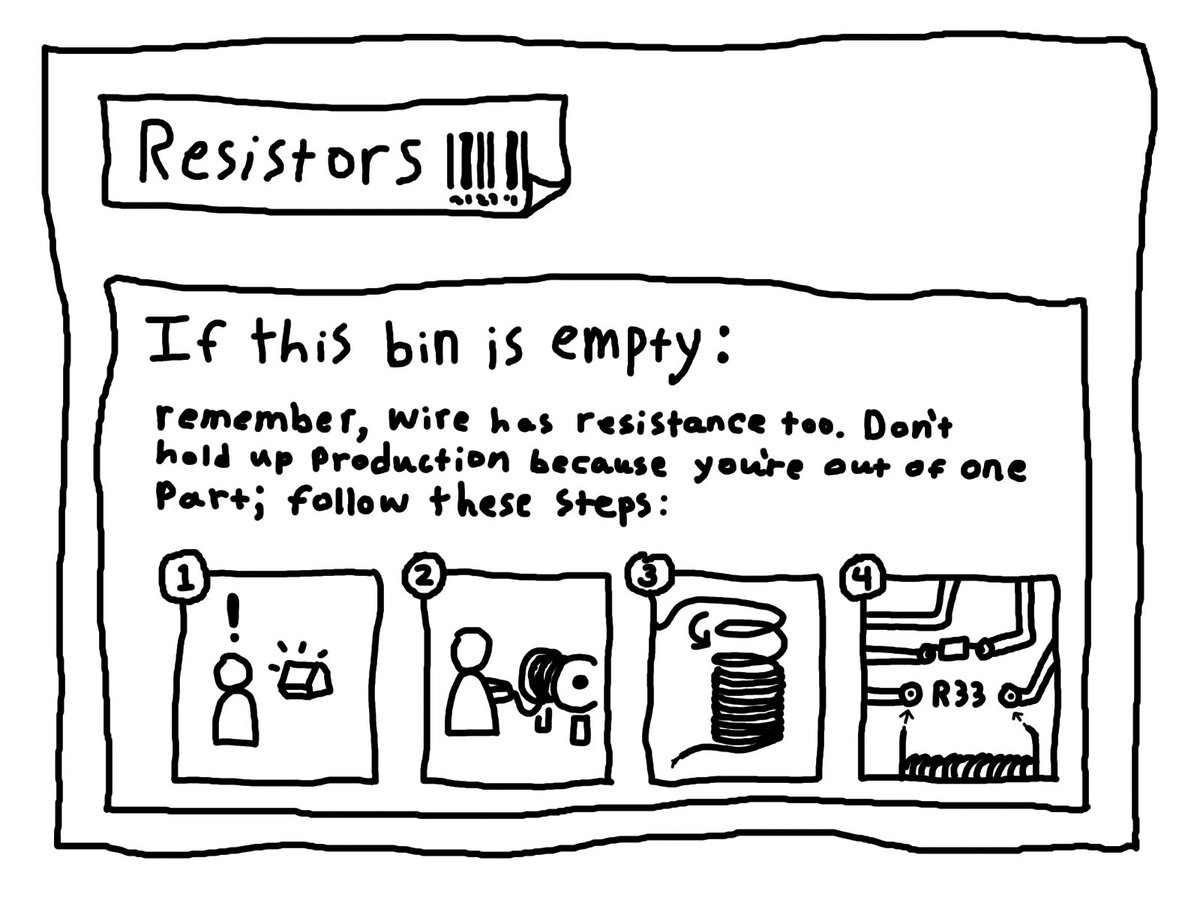 Resistors
If this bin is empty:
remember, wire has resistance too. Don't
hold up production because you're out of one
part; follow these steps:
1
!
2
3
4
R33